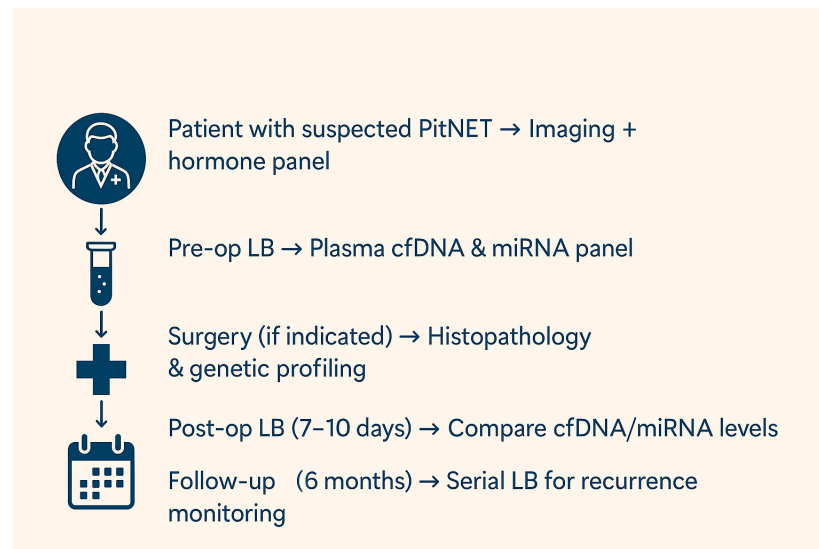 Patient with suspected PitNET → Imaging +
hormone panel
Pre-op LB → Plasma cfDNA & miRNA panel
Surgery (if indicated) → Histopathology
& genetic profiling
Post-op LB (7–10 days) → Compare cfDNA/miRNA levels
Follow-up (6 months) → Serial LB for recurrence
monitoring